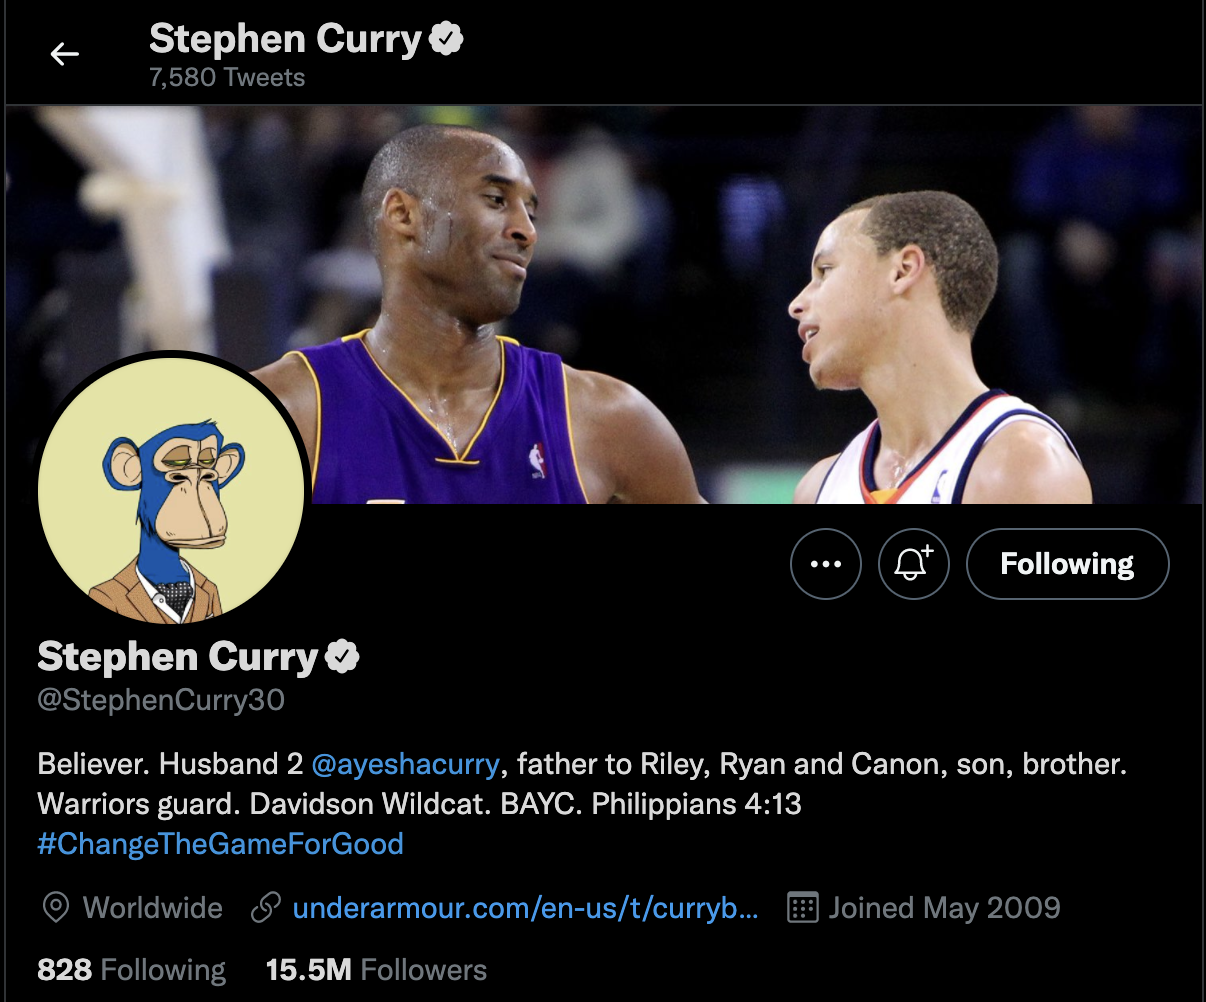 Stephen Curry
7,580 Tweets
Following
Stephen Curry
@StephenCurry30
Believer. Husband 2 @ayeshacurry, father to Riley, Ryan and Canon, son, brother.
Warriors guard. Davidson Wildcat. BAYC. Philippians 4:13
#ChangeTheGameForGood
Worldwide underarmour.com/en-us/t/curryb... Joined May 2009
828 Following 15.5M Followers